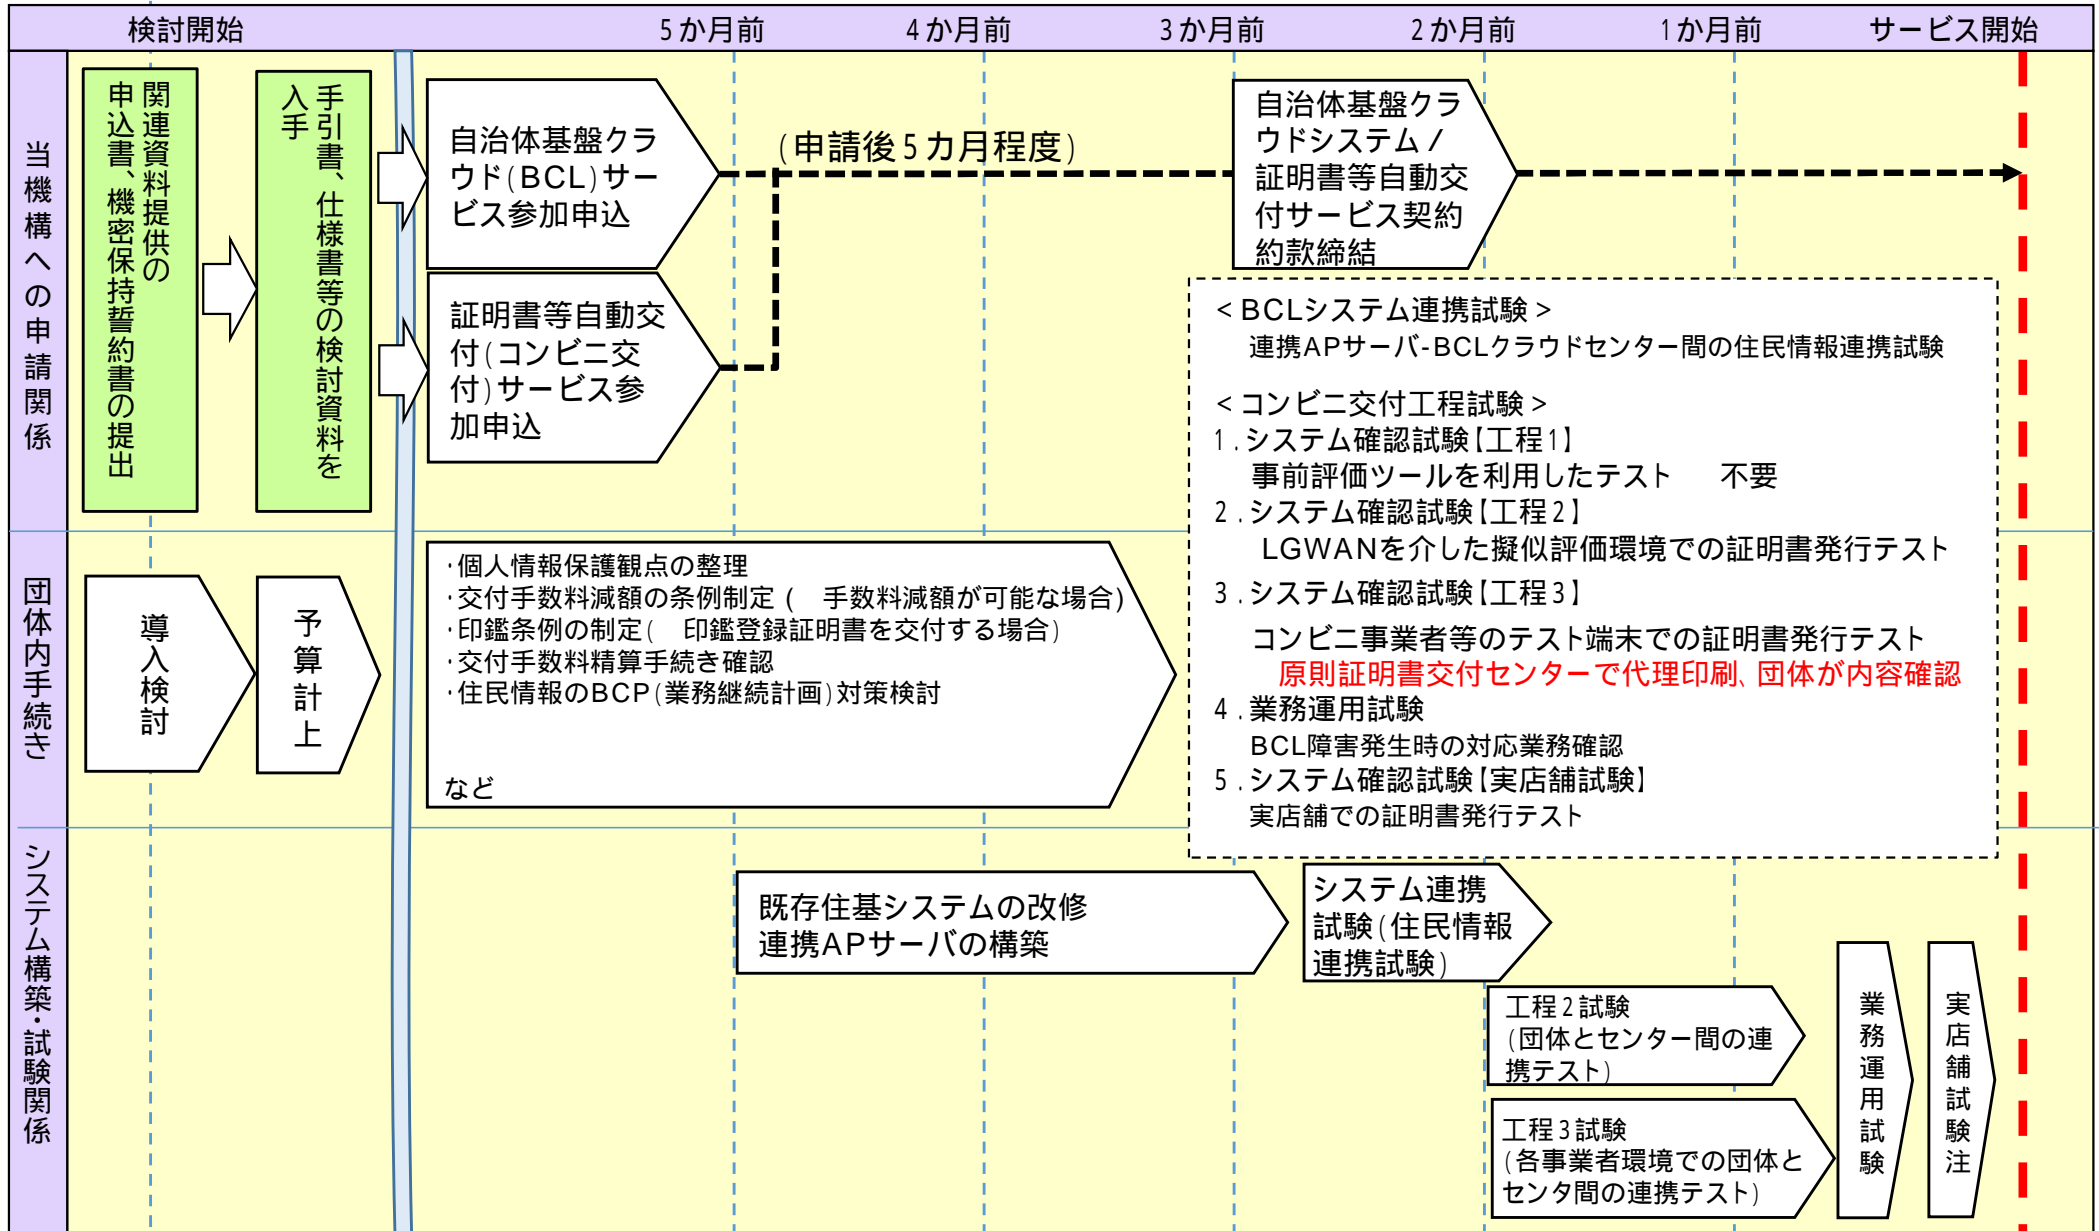 検討開始
5か月前
4か月前
3か月前
2か月前
1か月前
サービス開始
当機構への申請関係
関連資料提供の
申込書、機密保持誓約書の提出
手引書、仕様書等の検討資料を
入手
自治体基盤クラ
ウド(BCL)サー
ビス参加申込
(申請後5カ月程度)
自治体基盤クラ
ウドシステム/
証明書等自動交
付サービス契約
約款締結
証明書等自動交
付(コンビニ交
付)サービス参
加申込
<BCLシステム連携試験>
連携APサーバ-BCLクラウドセンター間の住民情報連携試験
<コンビニ交付工程試験>
1.システム確認試験【工程1】
事前評価ツールを利用したテスト 不要
2.システム確認試験【工程2】
LGWANを介した擬似評価環境での証明書発行テスト
3.システム確認試験【工程3】
コンビニ事業者等のテスト端末での証明書発行テスト
原則証明書交付センターで代理印刷、団体が内容確認
4.業務運用試験
BCL障害発生時の対応業務確認
5.システム確認試験【実店舗試験】
実店舗での証明書発行テスト
団体内手続き
導入検討
予算計上
・個人情報保護観点の整理
・交付手数料減額の条例制定( 手数料減額が可能な場合)
・印鑑条例の制定( 印鑑登録証明書を交付する場合)
・交付手数料精算手続き確認
・住民情報のBCP(業務継続計画)対策検討
など
システム構築・試験関係
既存住基システムの改修
連携APサーバの構築
システム連携
試験(住民情報
連携試験)
工程2試験
(団体とセンター間の連
携テスト)
工程3試験
(各事業者環境での団体と
センタ間の連携テスト)
業務運用試験
実店舗試験注